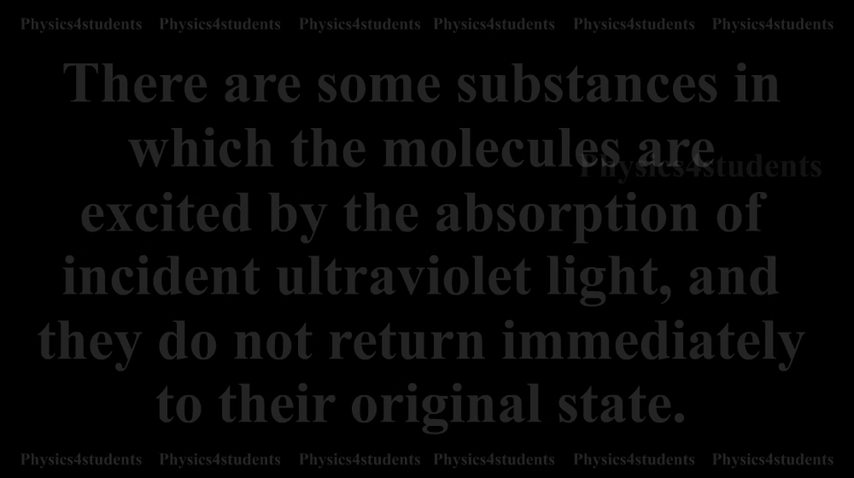 Physics4students Physics4students Physics4students Physics4students Physics4students Physics4students
There are some substances in
which the molecules are
Physics4students
excited by the absorption of
incident ultraviolet light, and
they do not return immediately
to their original state.
Physics4students Physics4students Physics4students Physics4students Physics4students Physics4students